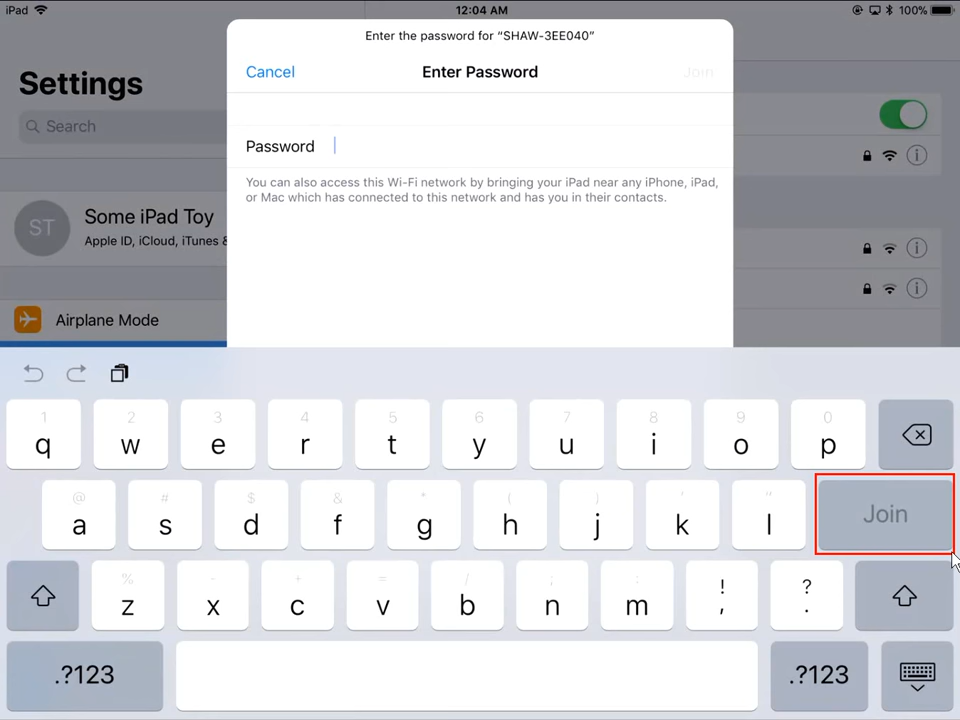 iPad 12:04 AM 100%
Enter the password for “SHAW-3EE040”
Cancel Enter Password Join
Settings
Search
Password
You can also access this Wi-Fi network by bringing your iPad near any iPhone, iPad,
or Mac which has connected to this network and has you in their contacts.
ST
Some iPad Toy
Apple ID, iCloud, iTunes &
Airplane Mode
1 2 3 4 5 6 7 8 9 0
q w e r t y u i o p
@ # $ & * ( ) ' "
a s d f g h j k l Join
% - + = / ; : ! ?
z x c v b n m , .
.?123 .?123